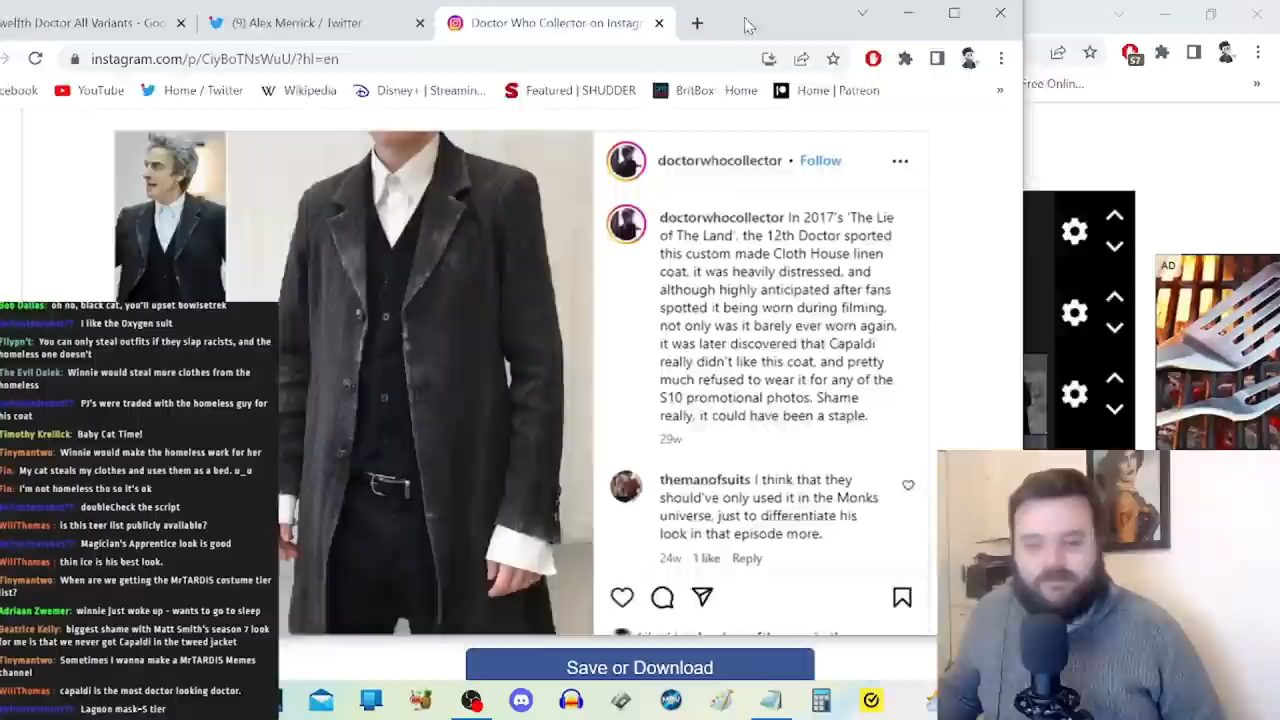 welfth Doctor All Variants - Goo
(9) Alex Merrick / Twitter
Doctor Who Collector on Instagr
instagram.com/p/CiyBoTNsWuU/?hl=en
57
cebook
YouTube
Home / Twitter
Wikipedia
Disney+ | Streamin...
Featured | SHUDDER
BritBox
Home
Home | Patreon
»
Free Onlin...
»
doctorwhocollector • Follow
doctorwhocollector In 2017's 'The Lie
of The Land', the 12th Doctor sported
this custom made Cloth House linen
coat, it was heavily distressed, and
although highly anticipated after fans
spotted it being worn during filming,
not only was it barely ever worn again,
it was later discovered that Capaldi
really didn't like this coat, and pretty
much refused to wear it for any of the
S10 promotional photos. Shame
really, it could have been a staple.
29w
themanofsuits I think that they
should've only used it in the Monks
universe, just to differentiate his
look in that episode more.
24w 1 like Reply
AD
Save or Download
Bob Dallas: oh no, black cat, you'll upset bowlsetrek
I like the Oxygen suit
Fllypn't: You can only steal outfits if they slap racists, and the
homeless one doesn't
The Evil Dalek: Winnie would steal more clothes from the
homeless
PJ's were traded with the homeless guy for
his coat
Timothy Krellick: Baby Cat Time!
Tinymantwo: Winnie would make the homeless work for her
Fin: My cat steals my clothes and uses them as a bed. u_u
Fin: I'm not homeless tho so it's ok
doubleCheck the script
WillThomas : is this teer list publicly available?
Magician's Apprentice look is good
WillThomas : thin ice is his best look.
Tinymantwo: When are we getting the MrTARDIS costume tier
list?
Adriaan Zwemer: winnie just woke up - wants to go to sleep
Beatrice Kelly: biggest shame with Matt Smith's season 7 look
for me is that we never got Capaldi in the tweed jacket
Tinymantwo: Sometimes I wanna make a MrTARDIS Memes
channel
WillThomas : capaldi is the most doctor looking doctor.
Lagoon mask-S tier